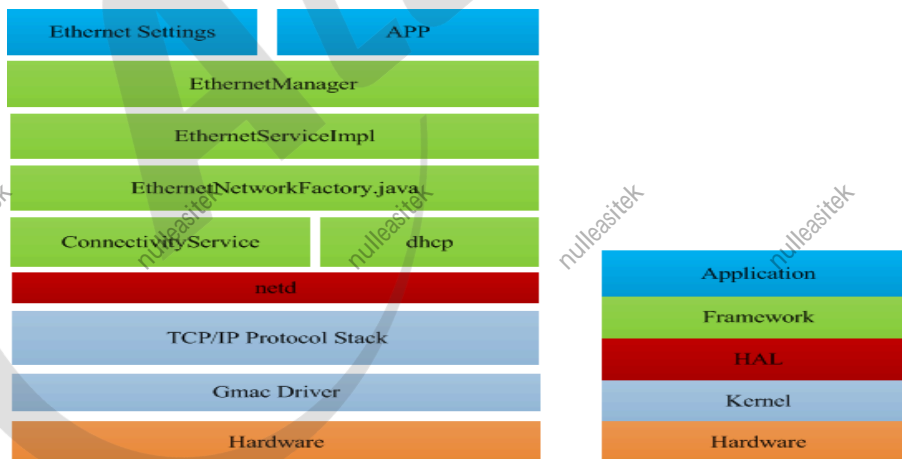 Ethernet Settings
APP
EthernetManager
EthernetServiceImpl
EthernetNetworkFactory.java
ConnectivityService
dhcp
netd
TCP/IP Protocol Stack
Gmac Driver
Hardware
Application
Framework
HAL
Kernel
Hardware
nulleasitek
nulleasitek
nulleasitek
nulleasitek